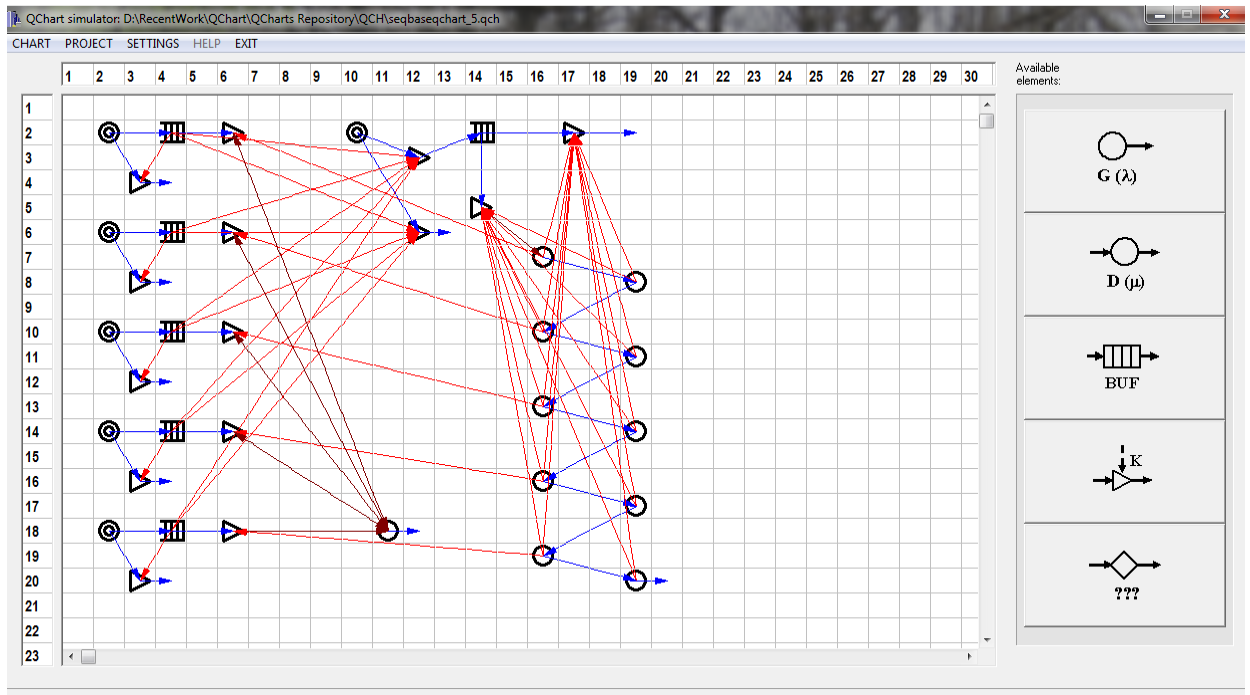 QChart simulator: D:\RecentWork\QChart\QCharts Repository\QCH\seqbaseqchart_5.qch
CHART PROJECT SETTINGS HELP EXIT
1 2 3 4 5 6 7 8 9 10 11 12 13 14 15 16 17 18 19 20 21 22 23 24 25 26 27 28 29 30
Available
elements:
1
2
3
4
5
6
7
8
9
10
11
12
13
14
15
16
17
18
19
20
21
22
23
G (λ)
D (μ)
BUF
K
???